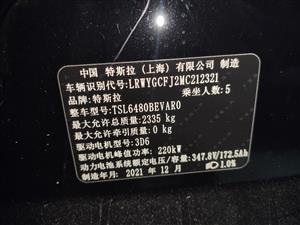 中国 特斯拉(上海)有限公司 制造
车辆识别代号:LRWYGCFJ2MC212321
品牌:特斯拉 乘坐人数:5
整车型号:TSL6480BEVAR0
最大允许总质量:2335 kg
最大允许牵引质量:0 kg
驱动电机型号:3D6
驱动电机峰值功率:220kW
动力电池系统额定电压/容量:347.8V/172.5Ah
制造年月:2021 年 12 月 1.0%